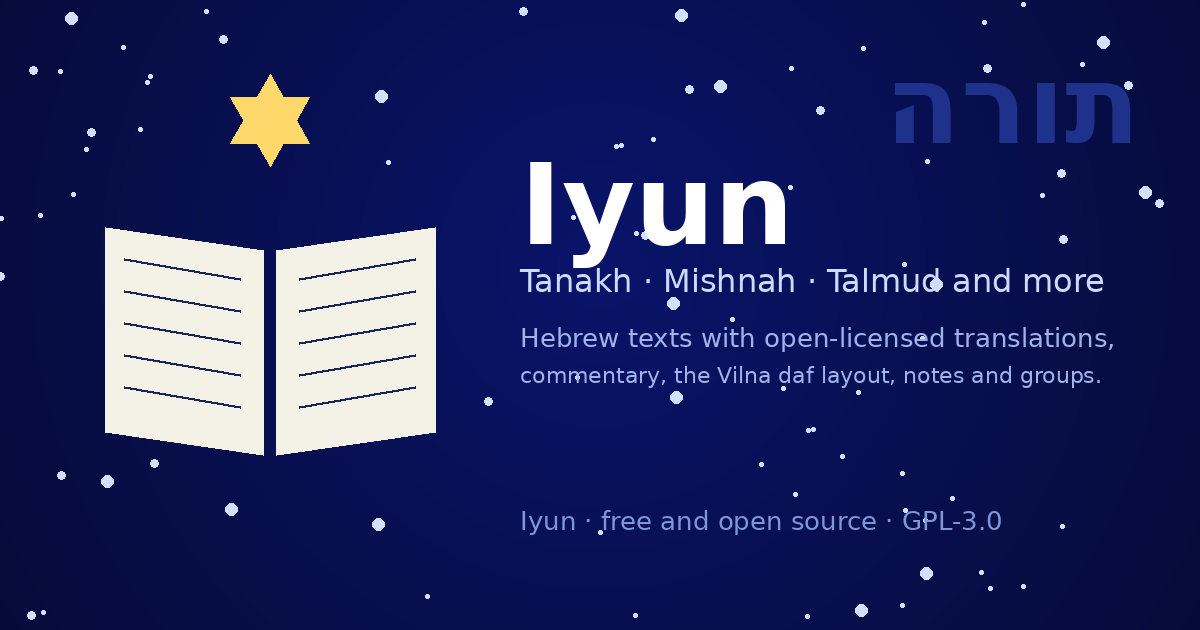 תורה
Iyun
Tanakh · Mishnah · Talmud and more
Hebrew texts with open-licensed translations,
commentary, the Vilna daf layout, notes and groups.
Iyun · free and open source · GPL-3.0